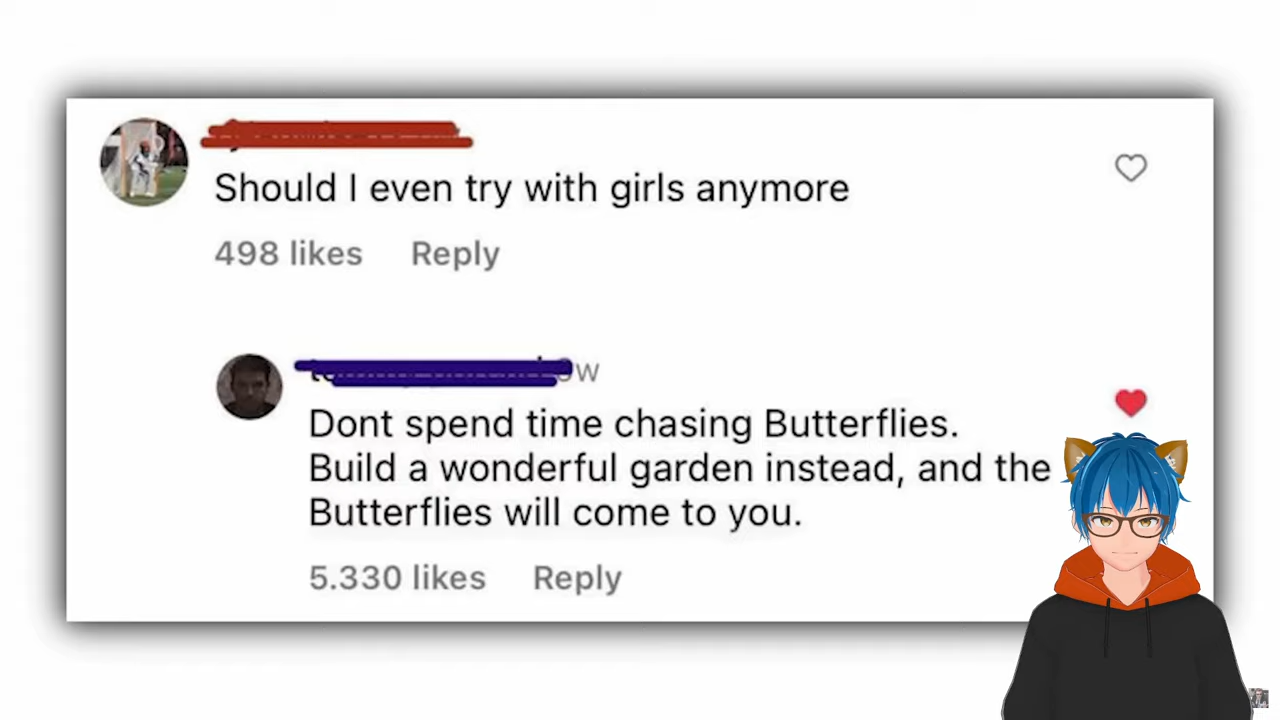 Should I even try with girls anymore
498 likes Reply
w
Dont spend time chasing Butterflies.
Build a wonderful garden instead, and the
Butterflies will come to you.
5.330 likes Reply